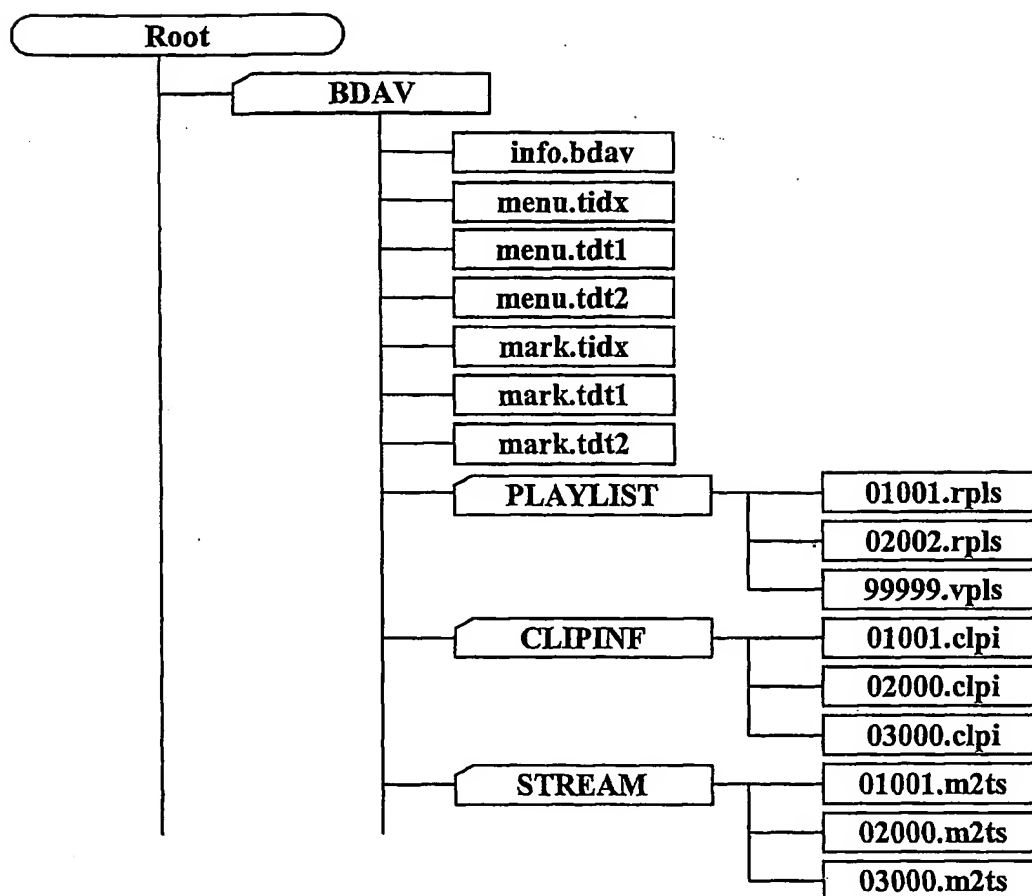 Root
BDAV
info.bdav
menu.tidx
menu.tdt1
menu.tdt2
mark.tidx
mark.tdt1
mark.tdt2
PLAYLIST
01001.rpls
02002.rpls
99999.vpls
CLIPINF
01001.clpi
02000.clpi
03000.clpi
STREAM
01001.m2ts
02000.m2ts
03000.m2ts